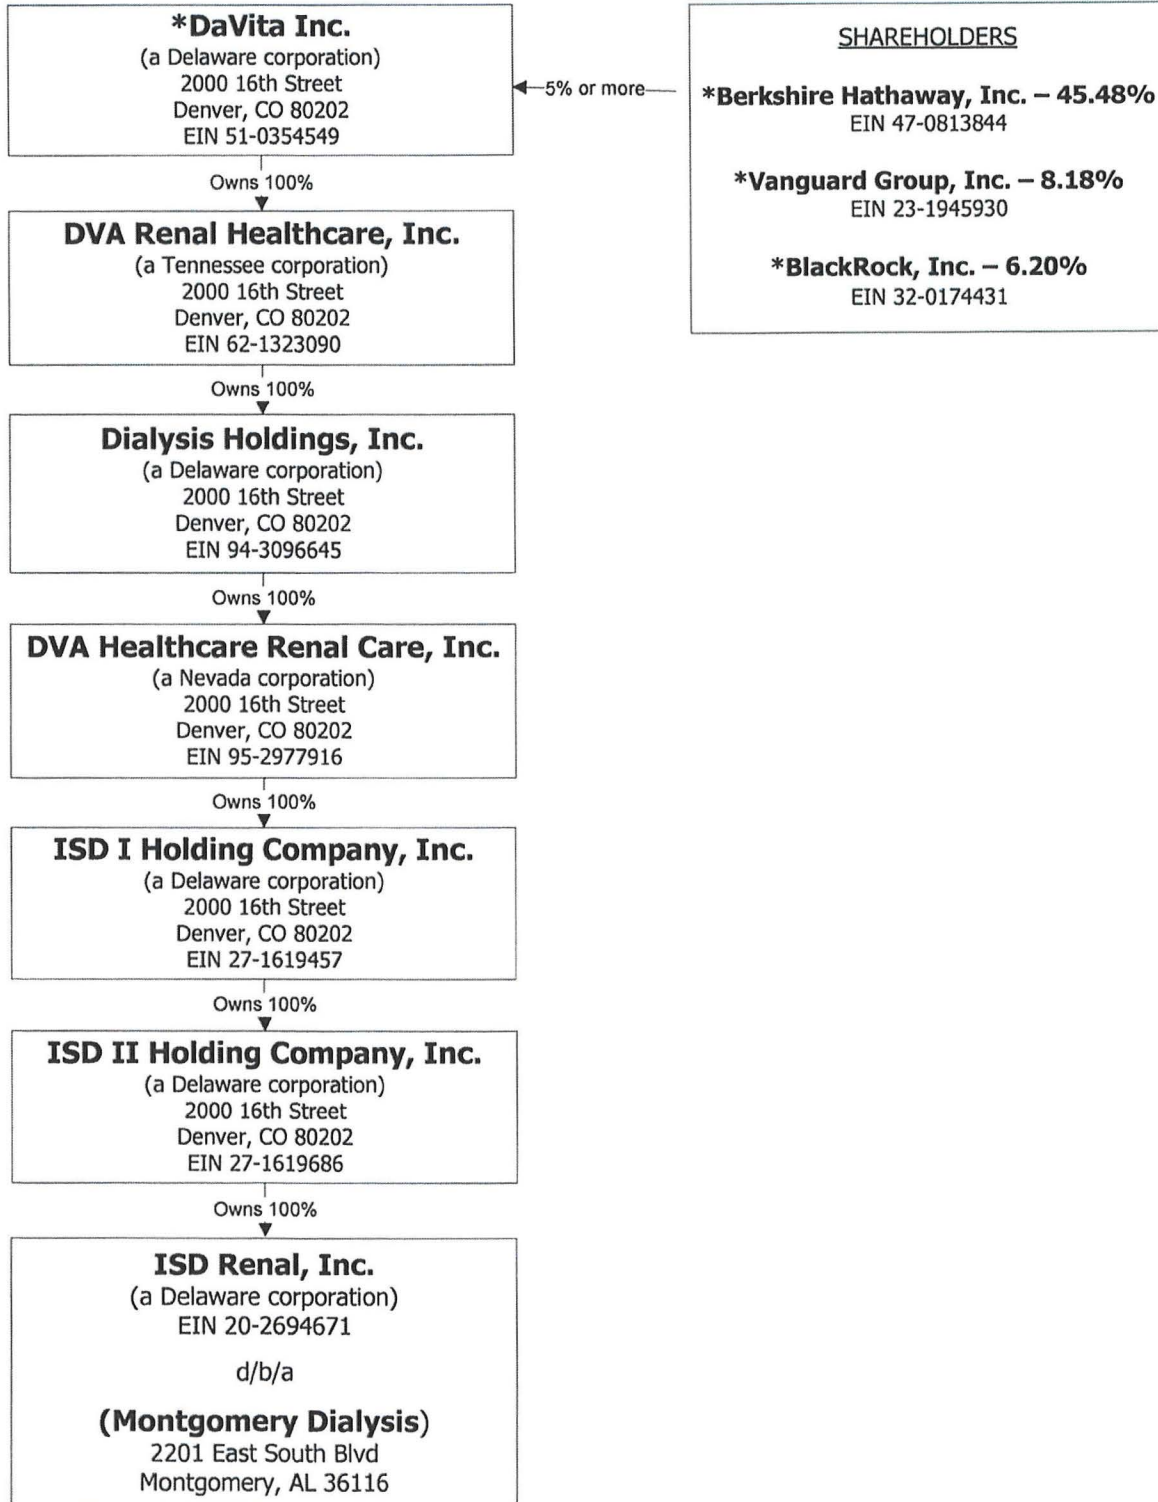 *DaVita Inc.
(a Delaware corporation)
2000 16th Street
Denver, CO 80202
EIN 51-0354549
5% or more
SHAREHOLDERS
*Berkshire Hathaway, Inc. – 45.48%
EIN 47-0813844
*Vanguard Group, Inc. – 8.18%
EIN 23-1945930
*BlackRock, Inc. – 6.20%
EIN 32-0174431
Owns 100%
DVA Renal Healthcare, Inc.
(a Tennessee corporation)
2000 16th Street
Denver, CO 80202
EIN 62-1323090
Owns 100%
Dialysis Holdings, Inc.
(a Delaware corporation)
2000 16th Street
Denver, CO 80202
EIN 94-3096645
Owns 100%
DVA Healthcare Renal Care, Inc.
(a Nevada corporation)
2000 16th Street
Denver, CO 80202
EIN 95-2977916
Owns 100%
ISD I Holding Company, Inc.
(a Delaware corporation)
2000 16th Street
Denver, CO 80202
EIN 27-1619457
Owns 100%
ISD II Holding Company, Inc.
(a Delaware corporation)
2000 16th Street
Denver, CO 80202
EIN 27-1619686
Owns 100%
ISD Renal, Inc.
(a Delaware corporation)
EIN 20-2694671
d/b/a
(Montgomery Dialysis)
2201 East South Blvd
Montgomery, AL 36116